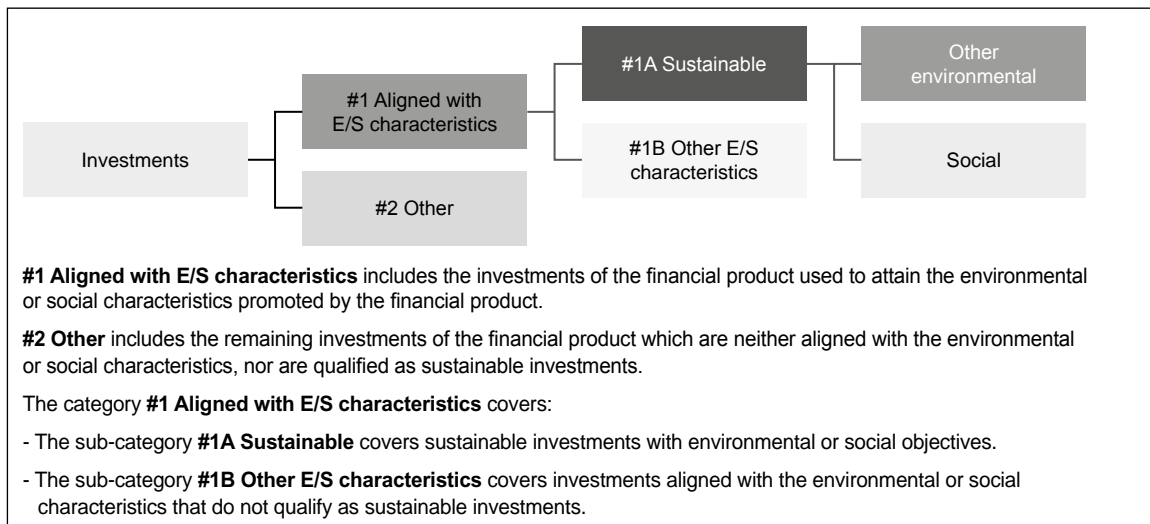 Investments
#1 Aligned with
E/S characteristics
#2 Other
#1A Sustainable
#1B Other E/S
characteristics
Other
environmental
Social
#1 Aligned with E/S characteristics includes the investments of the financial product used to attain the environmental
or social characteristics promoted by the financial product.
#2 Other includes the remaining investments of the financial product which are neither aligned with the environmental
or social characteristics, nor are qualified as sustainable investments.
The category #1 Aligned with E/S characteristics covers:
- The sub-category #1A Sustainable covers sustainable investments with environmental or social objectives.
- The sub-category #1B Other E/S characteristics covers investments aligned with the environmental or social
characteristics that do not qualify as sustainable investments.